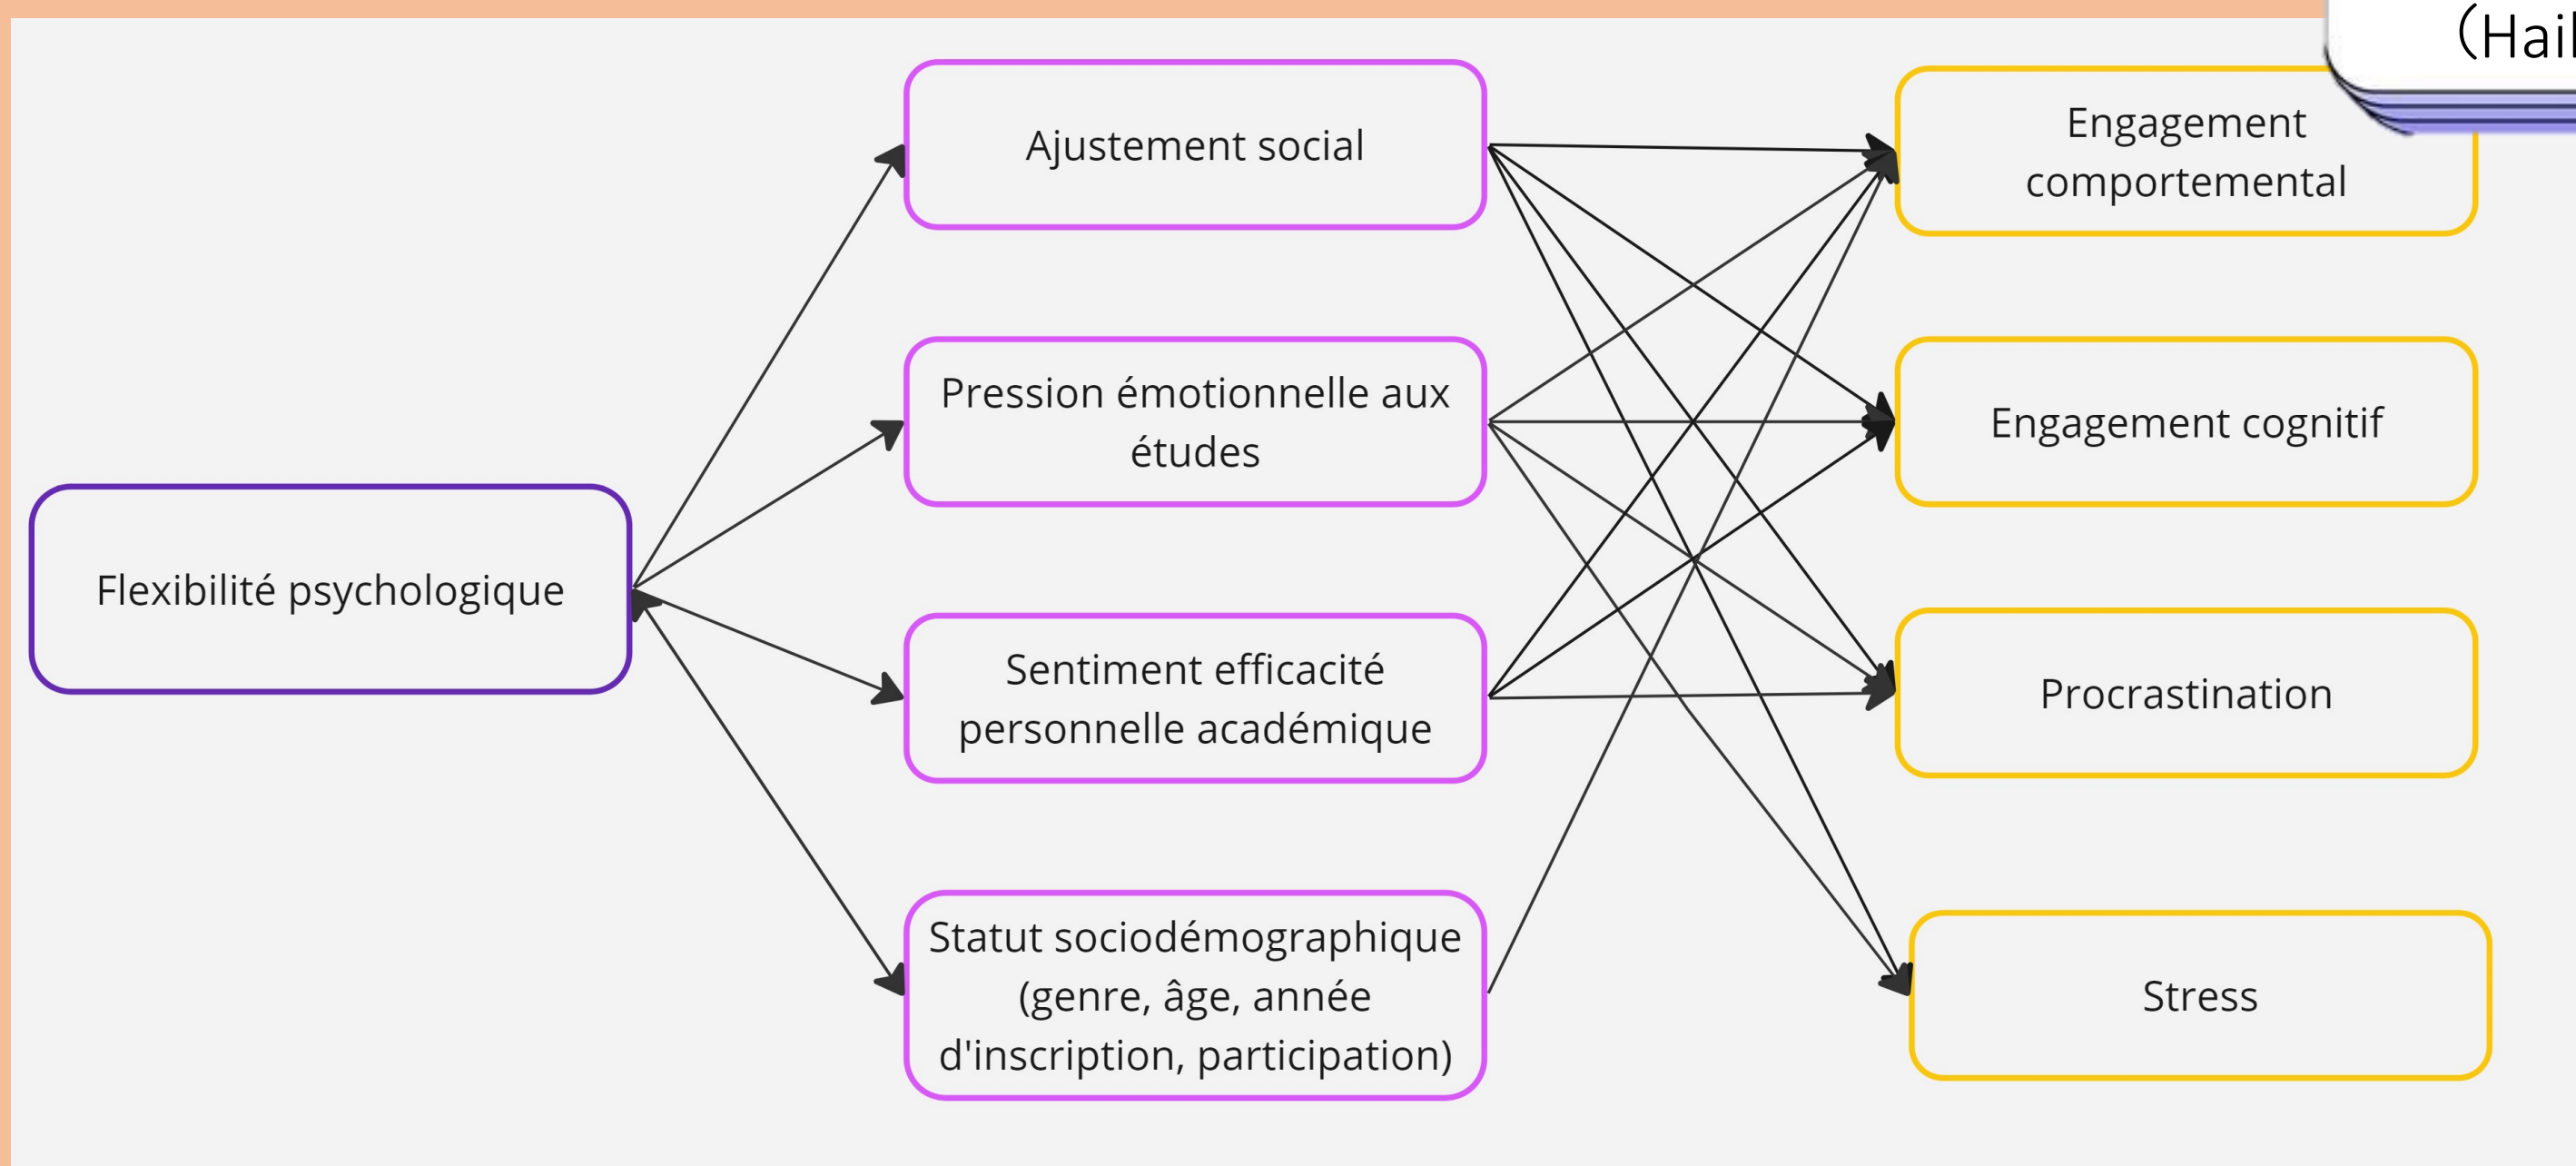 (Hail
Ajustement social
Engagement
comportemental
Pression émotionnelle aux
études
Engagement cognitif
Flexibilité psychologique
Sentiment efficacité
personnelle académique
Procrastination
Statut sociodémographique
(genre, âge, année
d'inscription, participation)
Stress